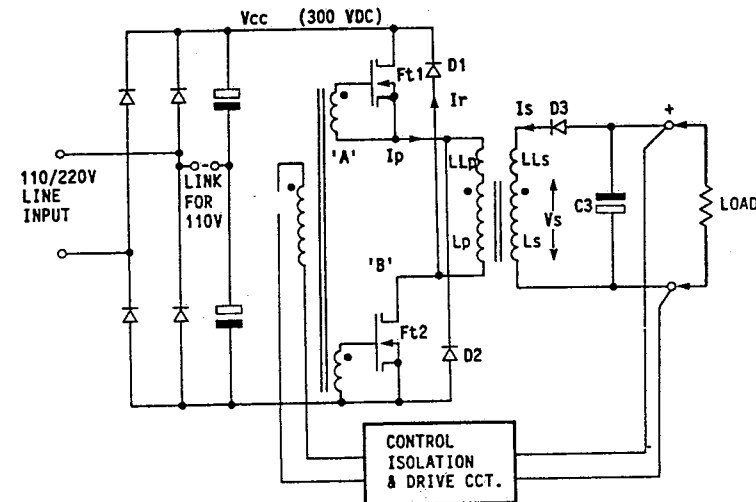 Vcc (300 VDC)
Ft1
D1
Ir
Is D3
+
'A'
Ip
LLp
LLs
110/220V
LINE
INPUT
LINK
FOR
110V
Vs
C3
LOAD
Lp
Ls
'B'
Ft2
D2
CONTROL
ISOLATION
& DRIVE CCT.